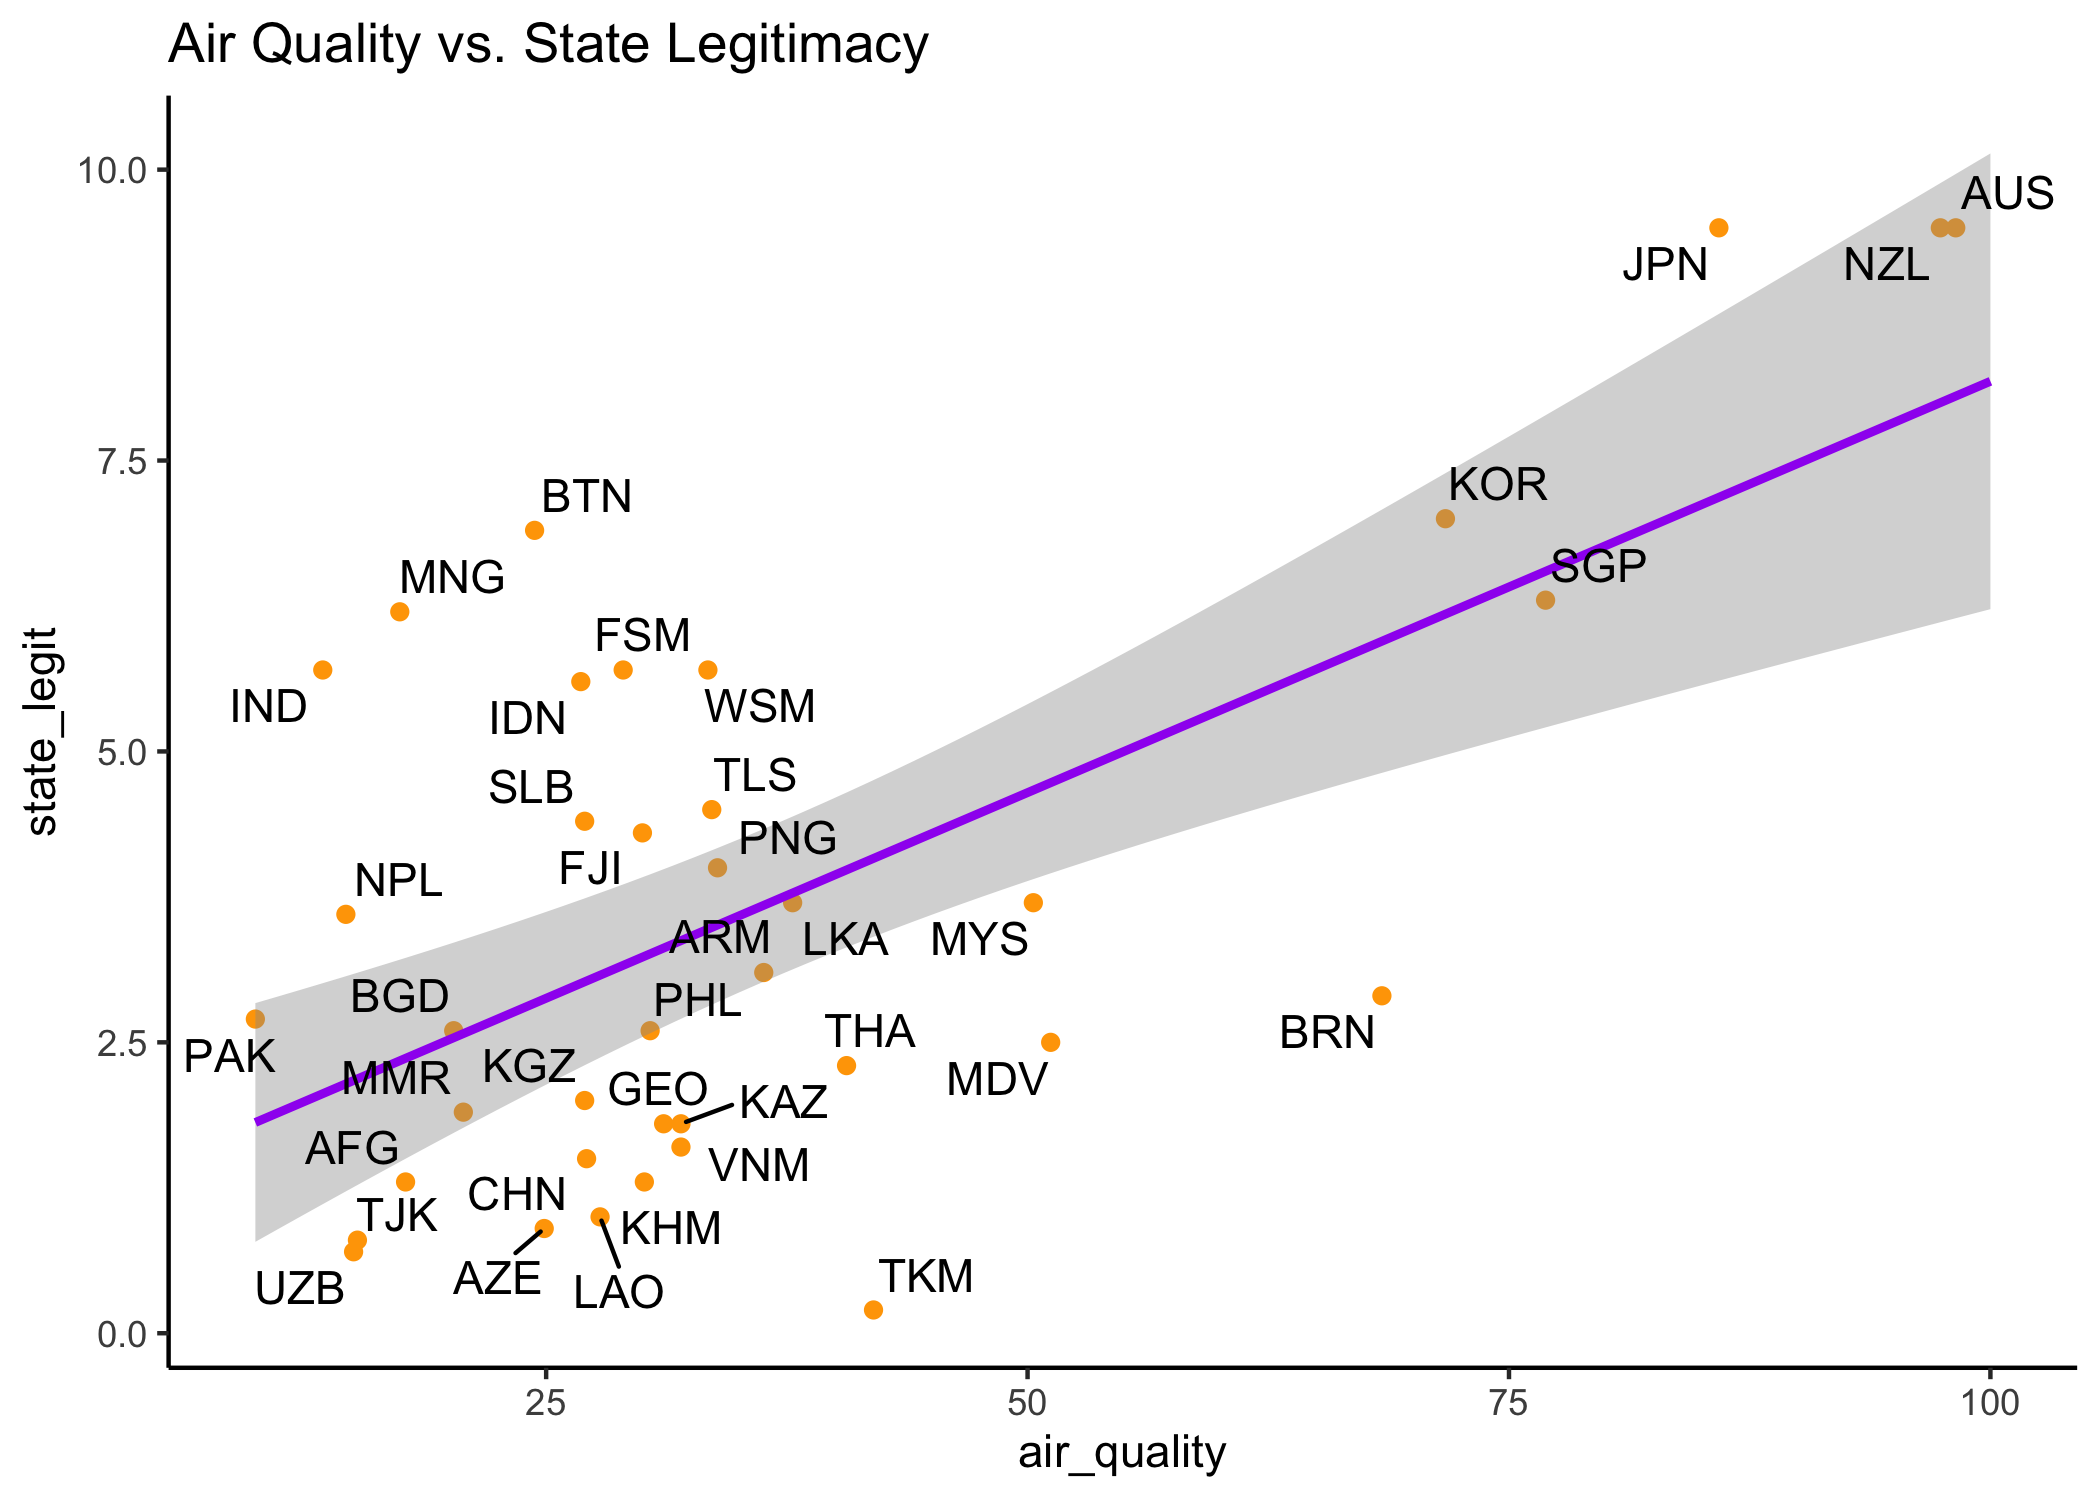 Air Quality vs. State Legitimacy
10.0
AUS
JPN
NZL
7.5
BTN
KOR
MNG
SGP
FSM
IND
IDN
WSM
state_legit
5.0
TLS
SLB
PNG
FJI
NPL
ARM
LKA
MYS
BGD
PHL
THA
BRN
2.5
PAK
MMR
KGZ
GEO
KAZ
MDV
AFG
VNM
CHN
TJK
KHM
UZB
AZE
LAO
TKM
0.0
25
50
75
100
air_quality